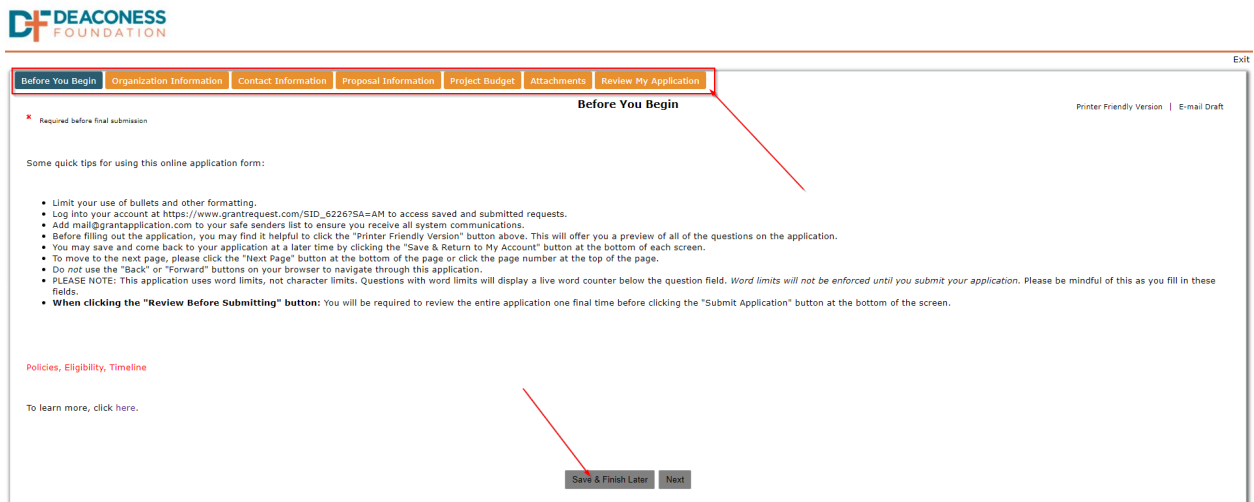 DEACONESS
FOUNDATION
Exit
Before You Begin Organization Information Contact Information Proposal Information Project Budget Attachments Review My Application
Before You Begin
Printer Friendly Version | E-mail Draft
Required before final submission
Some quick tips for using this online application form:
• Limit your use of bullets and other formatting.
• Log into your account at https://www.grantrequest.com/SID_6226?SA=AM to access saved and submitted requests.
• Add mail@grantapplication.com to your safe senders list to ensure you receive all system communications.
• Before filling out the application, you may find it helpful to click the "Printer Friendly Version" button above. This will offer you a preview of all of the questions on the application.
• You may save and come back to your application at a later time by clicking the "Save & Return to My Account" button at the bottom of each screen.
• To move to the next page, please click the "Next Page" button at the bottom of the page or click the page number at the top of the page.
• Do not use the "Back" or "Forward" buttons on your browser to navigate through this application.
• PLEASE NOTE: This application uses word limits, not character limits. Questions with word limits will display a live word counter below the question field. Word limits will not be enforced until you submit your application. Please be mindful of this as you fill in these
fields.
• When clicking the "Review Before Submitting" button: You will be required to review the entire application one final time before clicking the "Submit Application" button at the bottom of the screen.
Policies, Eligibility, Timeline
To learn more, click here.
Save & Finish Later Next